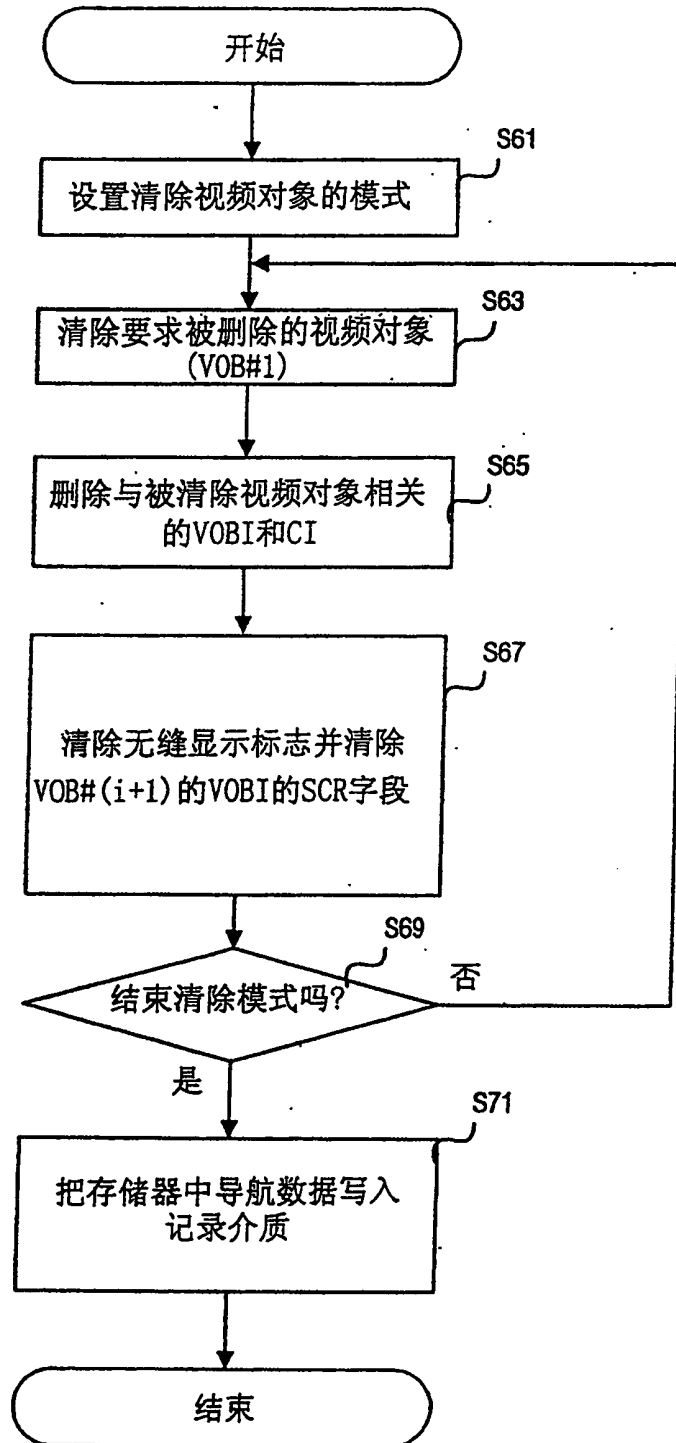 开始
S61
设置清除视频对象的模式
S63
清除要求被删除的视频对象
(VOB#1)
S65
删除与被清除视频对象相关
的VOBI和CI
S67
清除无缝显示标志并清除
VOB#(i+1)的VOBI的SCR字段
S69
结束清除模式吗?
否
是
S71
把存储器中导航数据写入
记录介质
结束